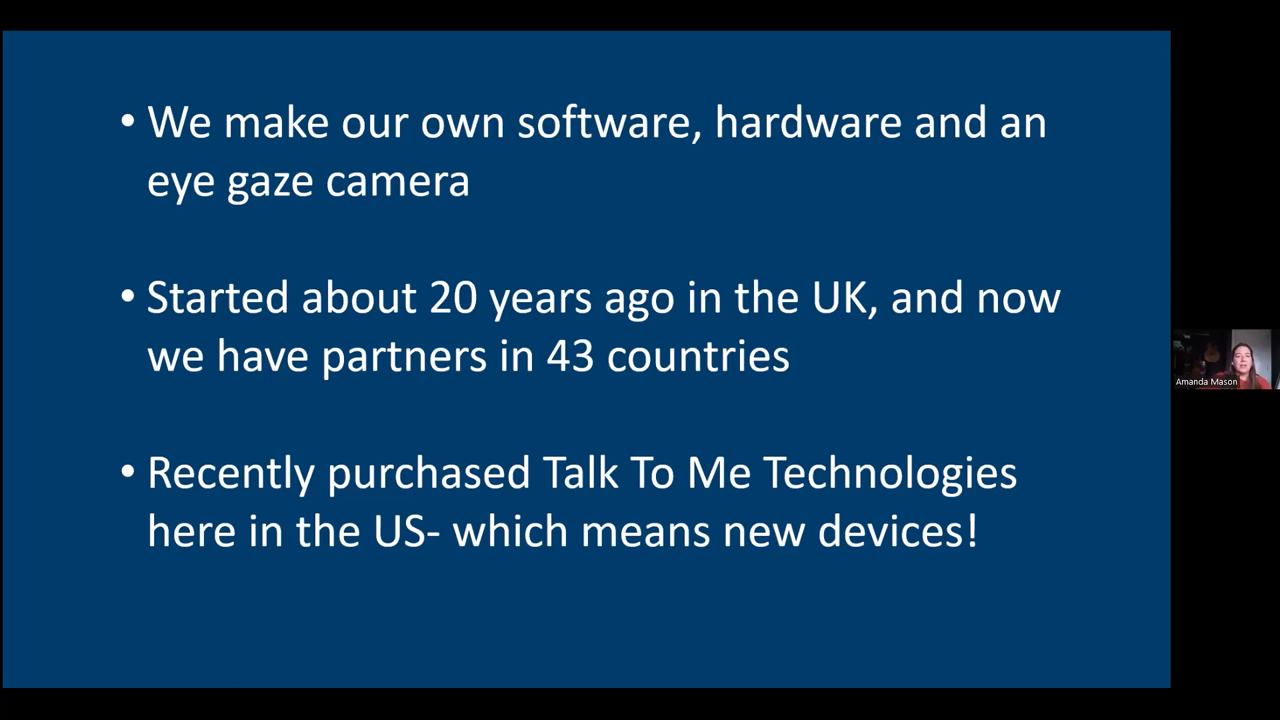 • We make our own software, hardware and an
eye gaze camera
• Started about 20 years ago in the UK, and now
we have partners in 43 countries
• Recently purchased Talk To Me Technologies
here in the US- which means new devices!
Amanda Mason